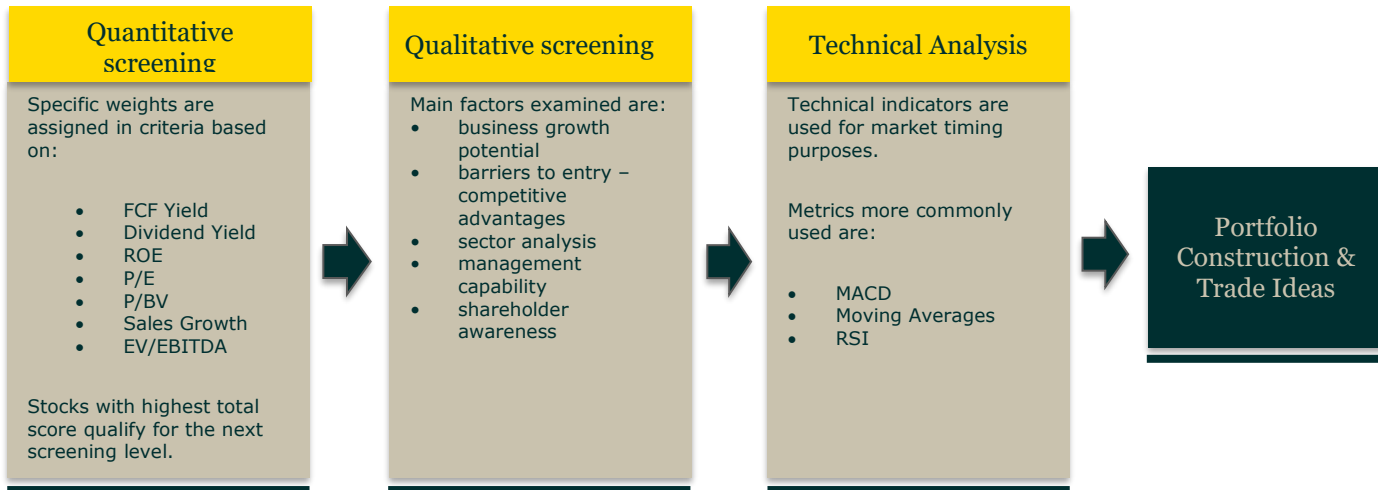 Quantitative
screening
Specific weights are
assigned in criteria based
on:
• FCF Yield
• Dividend Yield
• ROE
• P/E
• P/BV
• Sales Growth
• EV/EBITDA
Stocks with highest total
score qualify for the next
screening level.
Qualitative screening
Main factors examined are:
• business growth
potential
• barriers to entry –
competitive
advantages
• sector analysis
• management
capability
• shareholder
awareness
Technical Analysis
Technical indicators are
used for market timing
purposes.
Metrics more commonly
used are:
• MACD
• Moving Averages
• RSI
Portfolio
Construction &
Trade Ideas